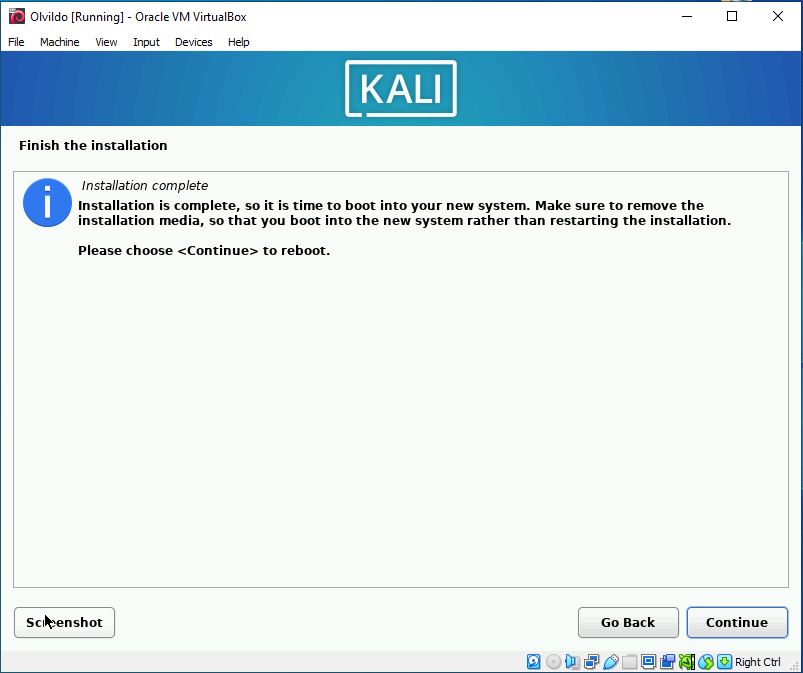 Olvildo [Running] - Oracle VM VirtualBox
File Machine View Input Devices Help
KALI
Finish the installation
Installation complete
Installation is complete, so it is time to boot into your new system. Make sure to remove the
installation media, so that you boot into the new system rather than restarting the installation.
Please choose <Continue> to reboot.
Screenshot Go Back Continue
Right Ctrl